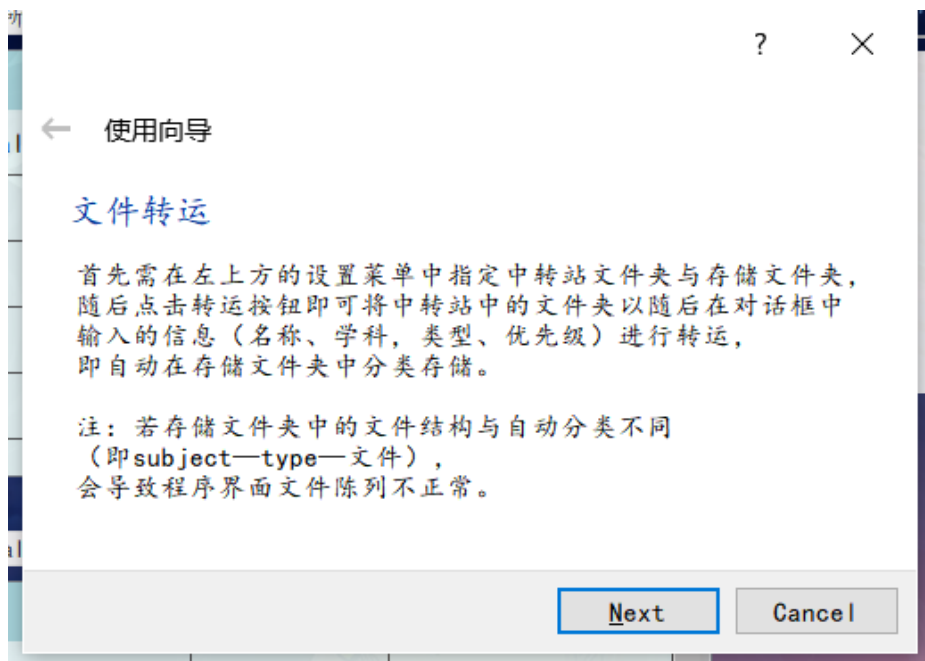 ?
使用向导
文件转运
首先需在左上方的设置菜单中指定中转站文件夹与存储文件夹，
随后点击转运按钮即可将中转站中的文件夹以随后在对话框中
输入的信息（名称、学科，类型、优先级）进行转运，
即自动在存储文件夹中分类存储。
注：若存储文件夹中的文件结构与自动分类不同
（即subject—type—文件），
会导致程序界面文件陈列不正常。
Next
Cancel